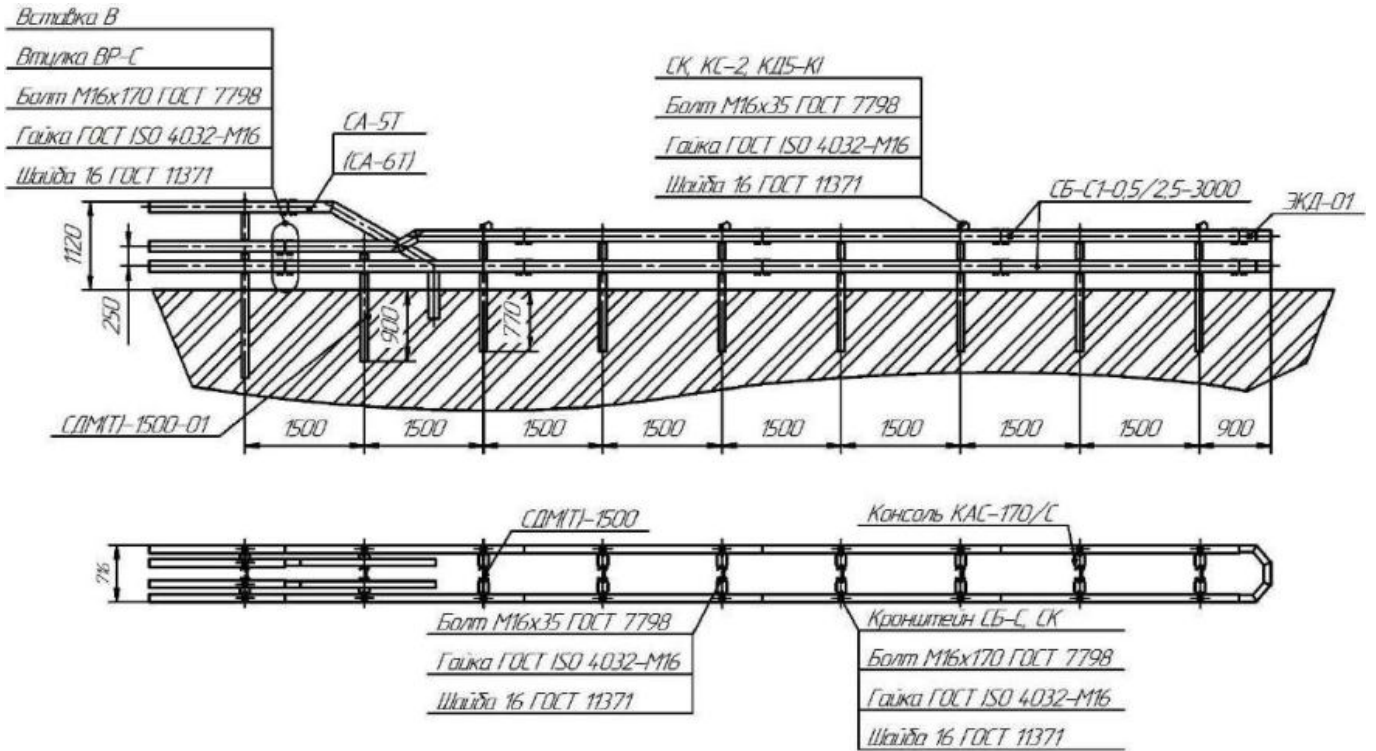 Вставка В
Втулка ВР-С
Болт М16х170 ГОСТ 7798
Гайка ГОСТ ISO 4032-М16
Шайба 16 ГОСТ 11371
СА-5Т
(СА-6Т)
СК, КС-2, КД5-КI
Болт М16х35 ГОСТ 7798
Гайка ГОСТ ISO 4032-М16
Шайба 16 ГОСТ 11371
СБ-С1-0,5/2,5-3000
ЭКД-01
1120
250
900
770
СДМ(Т)-1500-01
1500
1500
1500
1500
1500
1500
1500
1500
900
СДМ(Т)-1500
Консоль КАС-170/С
716
Болт М16х35 ГОСТ 7798
Гайка ГОСТ ISO 4032-М16
Шайба 16 ГОСТ 11371
Кронштейн СБ-С, СК
Болт М16х170 ГОСТ 7798
Гайка ГОСТ ISO 4032-М16
Шайба 16 ГОСТ 11371